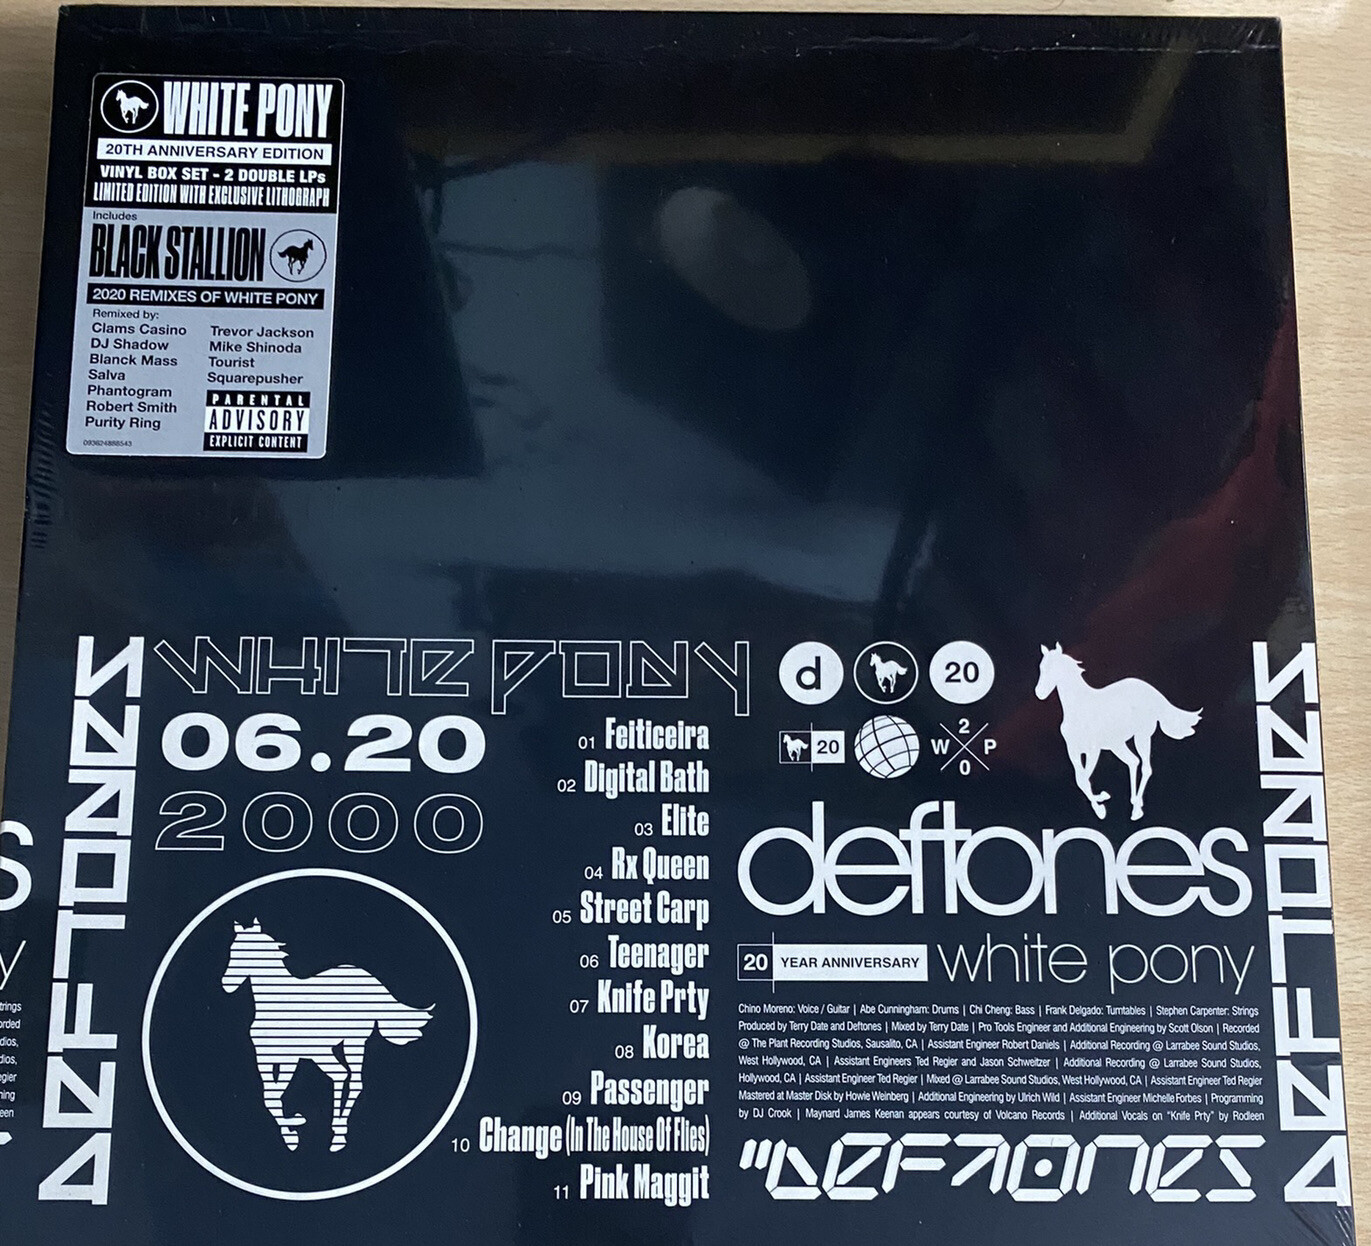 WHITE PONY
20TH ANNIVERSARY EDITION
VINYL BOX SET - 2 DOUBLE LPs
LIMITED EDITION WITH EXCLUSIVE LITHOGRAPH
Includes
BLACK STALLION
2020 REMIXES OF WHITE PONY
Remixed by:
Clams Casino
DJ Shadow
Blanck Mass
Salva
Phantogram
Robert Smith
Purity Ring
Trevor Jackson
Mike Shinoda
Tourist
Squarepusher
PARENTAL
ADVISORY
EXPLICIT CONTENT
093624888543
DEFTONES
WHITE PONY
06.20
2000
01 Feiticeira
02 Digital Bath
03 Elite
04 Rx Queen
05 Street Carp
06 Teenager
07 Knife Prty
08 Korea
09 Passenger
10 Change (In The House Of Flies)
11 Pink Maggit
d
20
20
2
W P
0
deftones
20 YEAR ANNIVERSARY white pony
Chino Moreno: Voice / Guitar | Abe Cunningham: Drums | Chi Cheng: Bass | Frank Delgado: Turntables | Stephen Carpenter: Strings
Produced by Terry Date and Deftones | Mixed by Terry Date | Pro Tools Engineer and Additional Engineering by Scott Olson | Recorded
@ The Plant Recording Studios, Sausalito, CA | Assistant Engineer Robert Daniels | Additional Recording @ Larrabee Sound Studios,
West Hollywood, CA | Assistant Engineers Ted Regier and Jason Schweitzer | Additional Recording @ Larrabee Sound Studios,
Hollywood, CA | Assistant Engineer Ted Regier | Mixed @ Larrabee Sound Studios, West Hollywood, CA | Assistant Engineer Ted Regier
Mastered at Master Disk by Howie Weinberg | Additional Engineering by Ulrich Wild | Assistant Engineer Michelle Forbes | Programming
by DJ Crook | Maynard James Keenan appears courtesy of Volcano Records | Additional Vocals on "Knife Prty" by Rodleen
"DEFTONES
DEFTONES